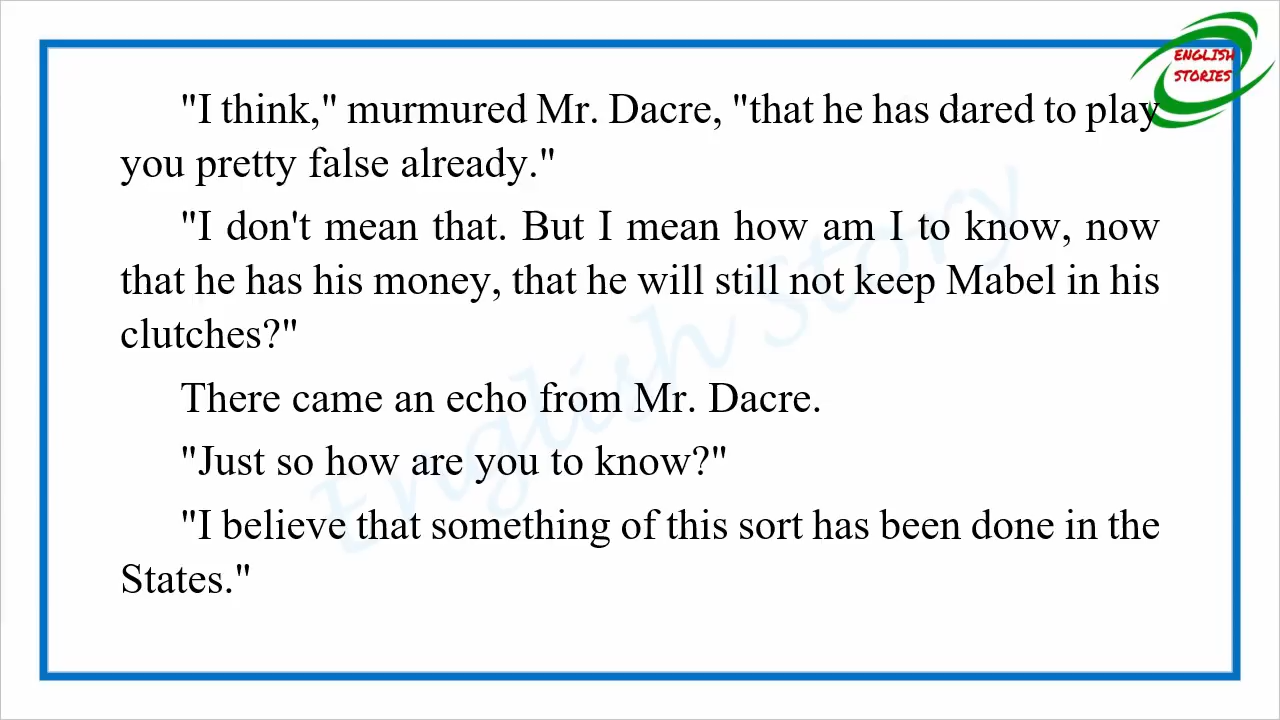 ENGLISH
STORIES
"I think," murmured Mr. Dacre, "that he has dared to play
you pretty false already."
"I don't mean that. But I mean how am I to know, now
that he has his money, that he will still not keep Mabel in his
clutches?"
There came an echo from Mr. Dacre.
"Just so how are you to know?"
"I believe that something of this sort has been done in the
States."
English Story